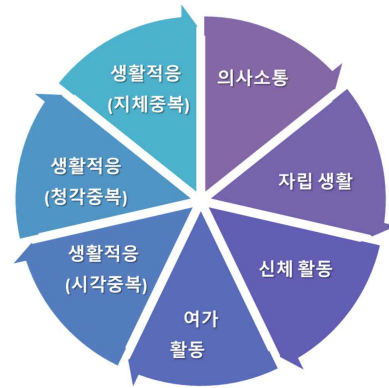 의사소통
자립 생활
신체 활동
여가
활동
생활적응
(시각중복)
생활적응
(청각중복)
생활적응
(지체중복)